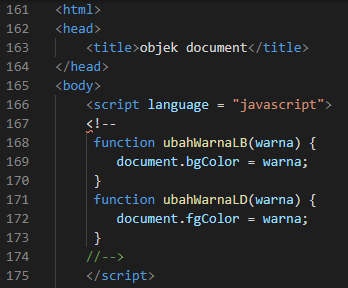 161 <html>
162 <head>
163     <title>objek document</title>
164 </head>
165 <body>
166     <script language = "javascript">
167     <!--
168      function ubahWarnaLB(warna) {
169         document.bgColor = warna;
170      }
171      function ubahWarnaLD(warna) {
172         document.fgColor = warna;
173      }
174     //-->
175     </script>